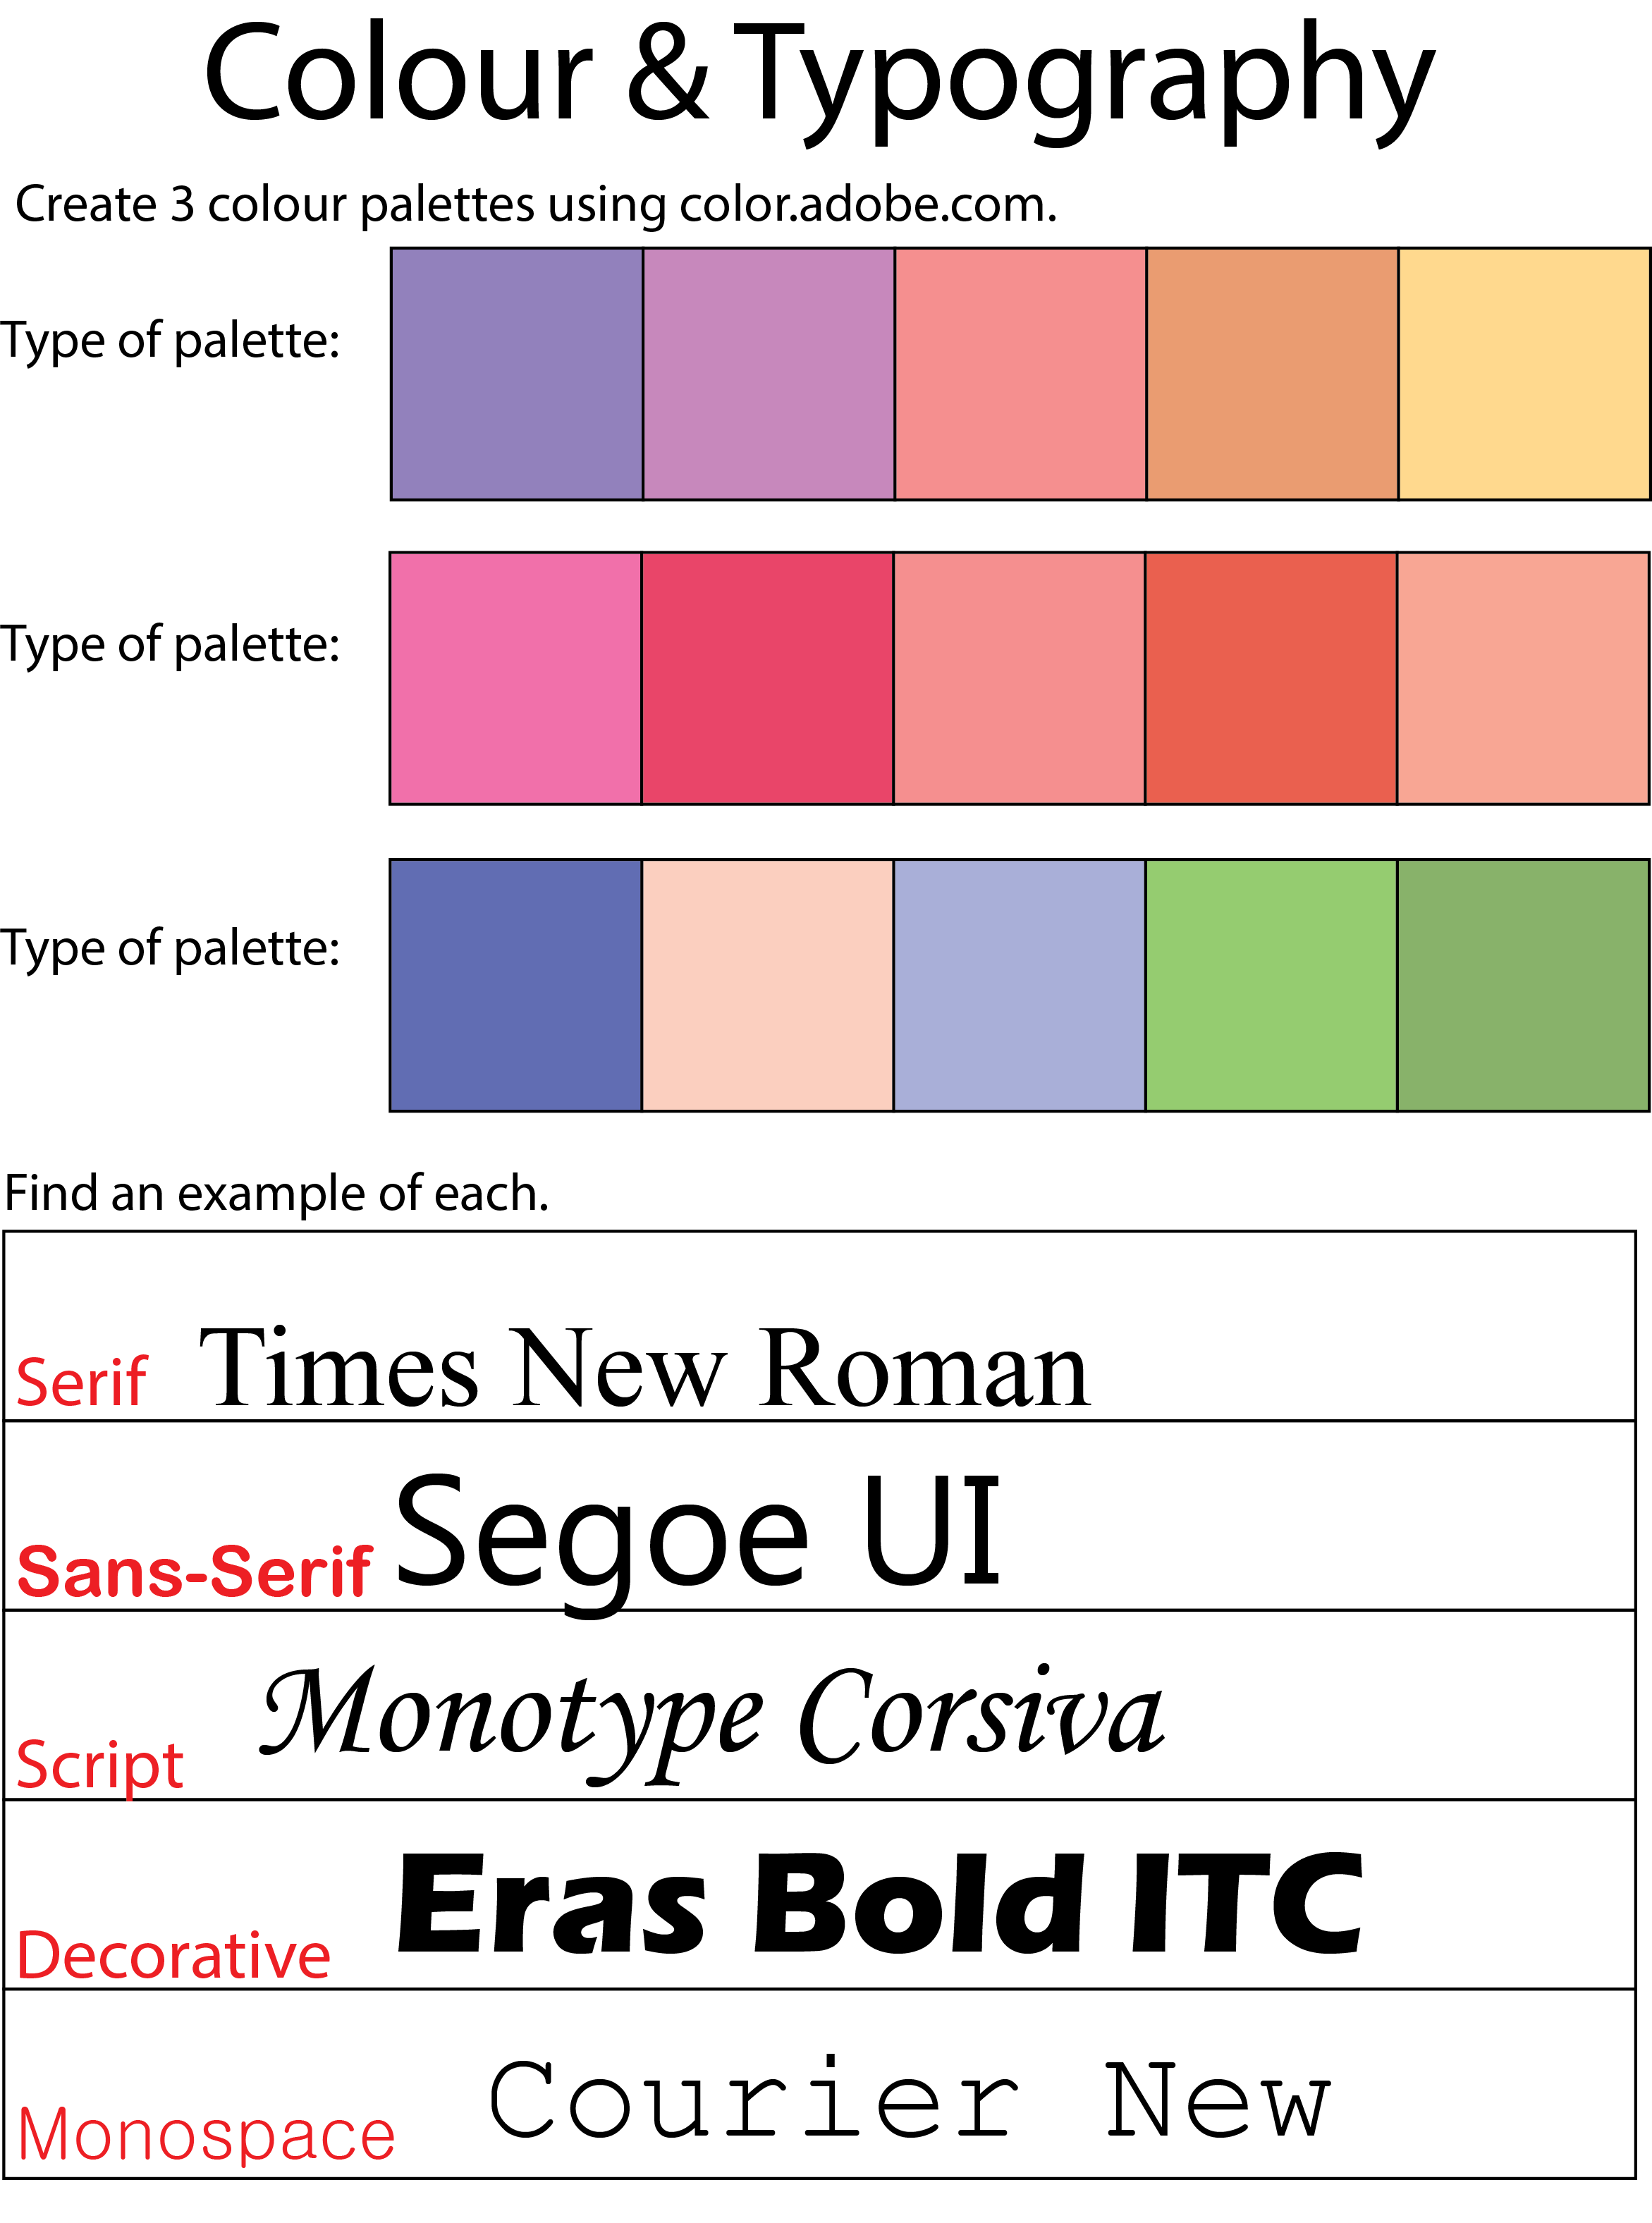 Colour & Typography
Create 3 colour palettes using color.adobe.com.
Type of palette:
Type of palette:
Type of palette:
Find an example of each.
Serif Times New Roman
Sans-Serif Segoe UI
Script Monotype Corsiva
Decorative Eras Bold ITC
Monospace Courier New